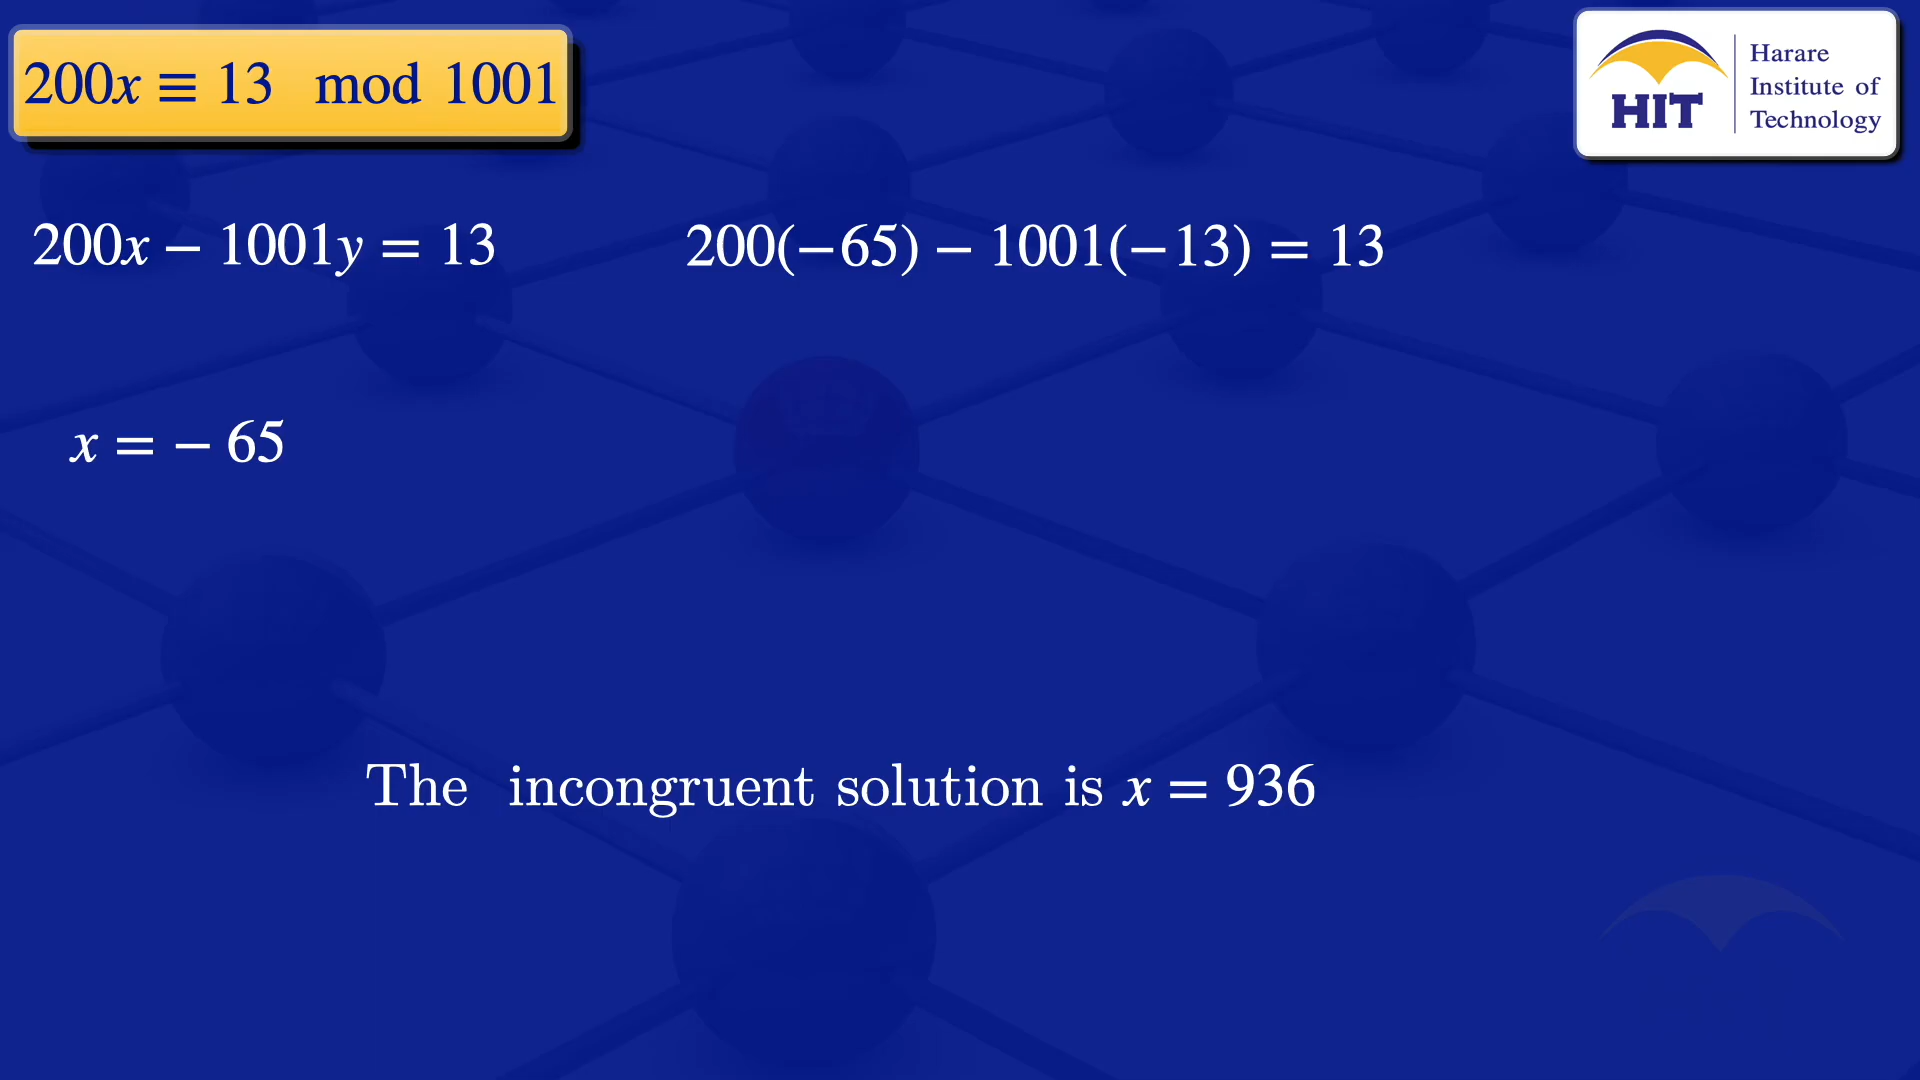 200x ≡ 13 mod 1001
Harare
Institute of
Technology
HIT
200x − 1001y = 13
200(−65) − 1001(−13) = 13
x = − 65
The incongruent solution is x = 936